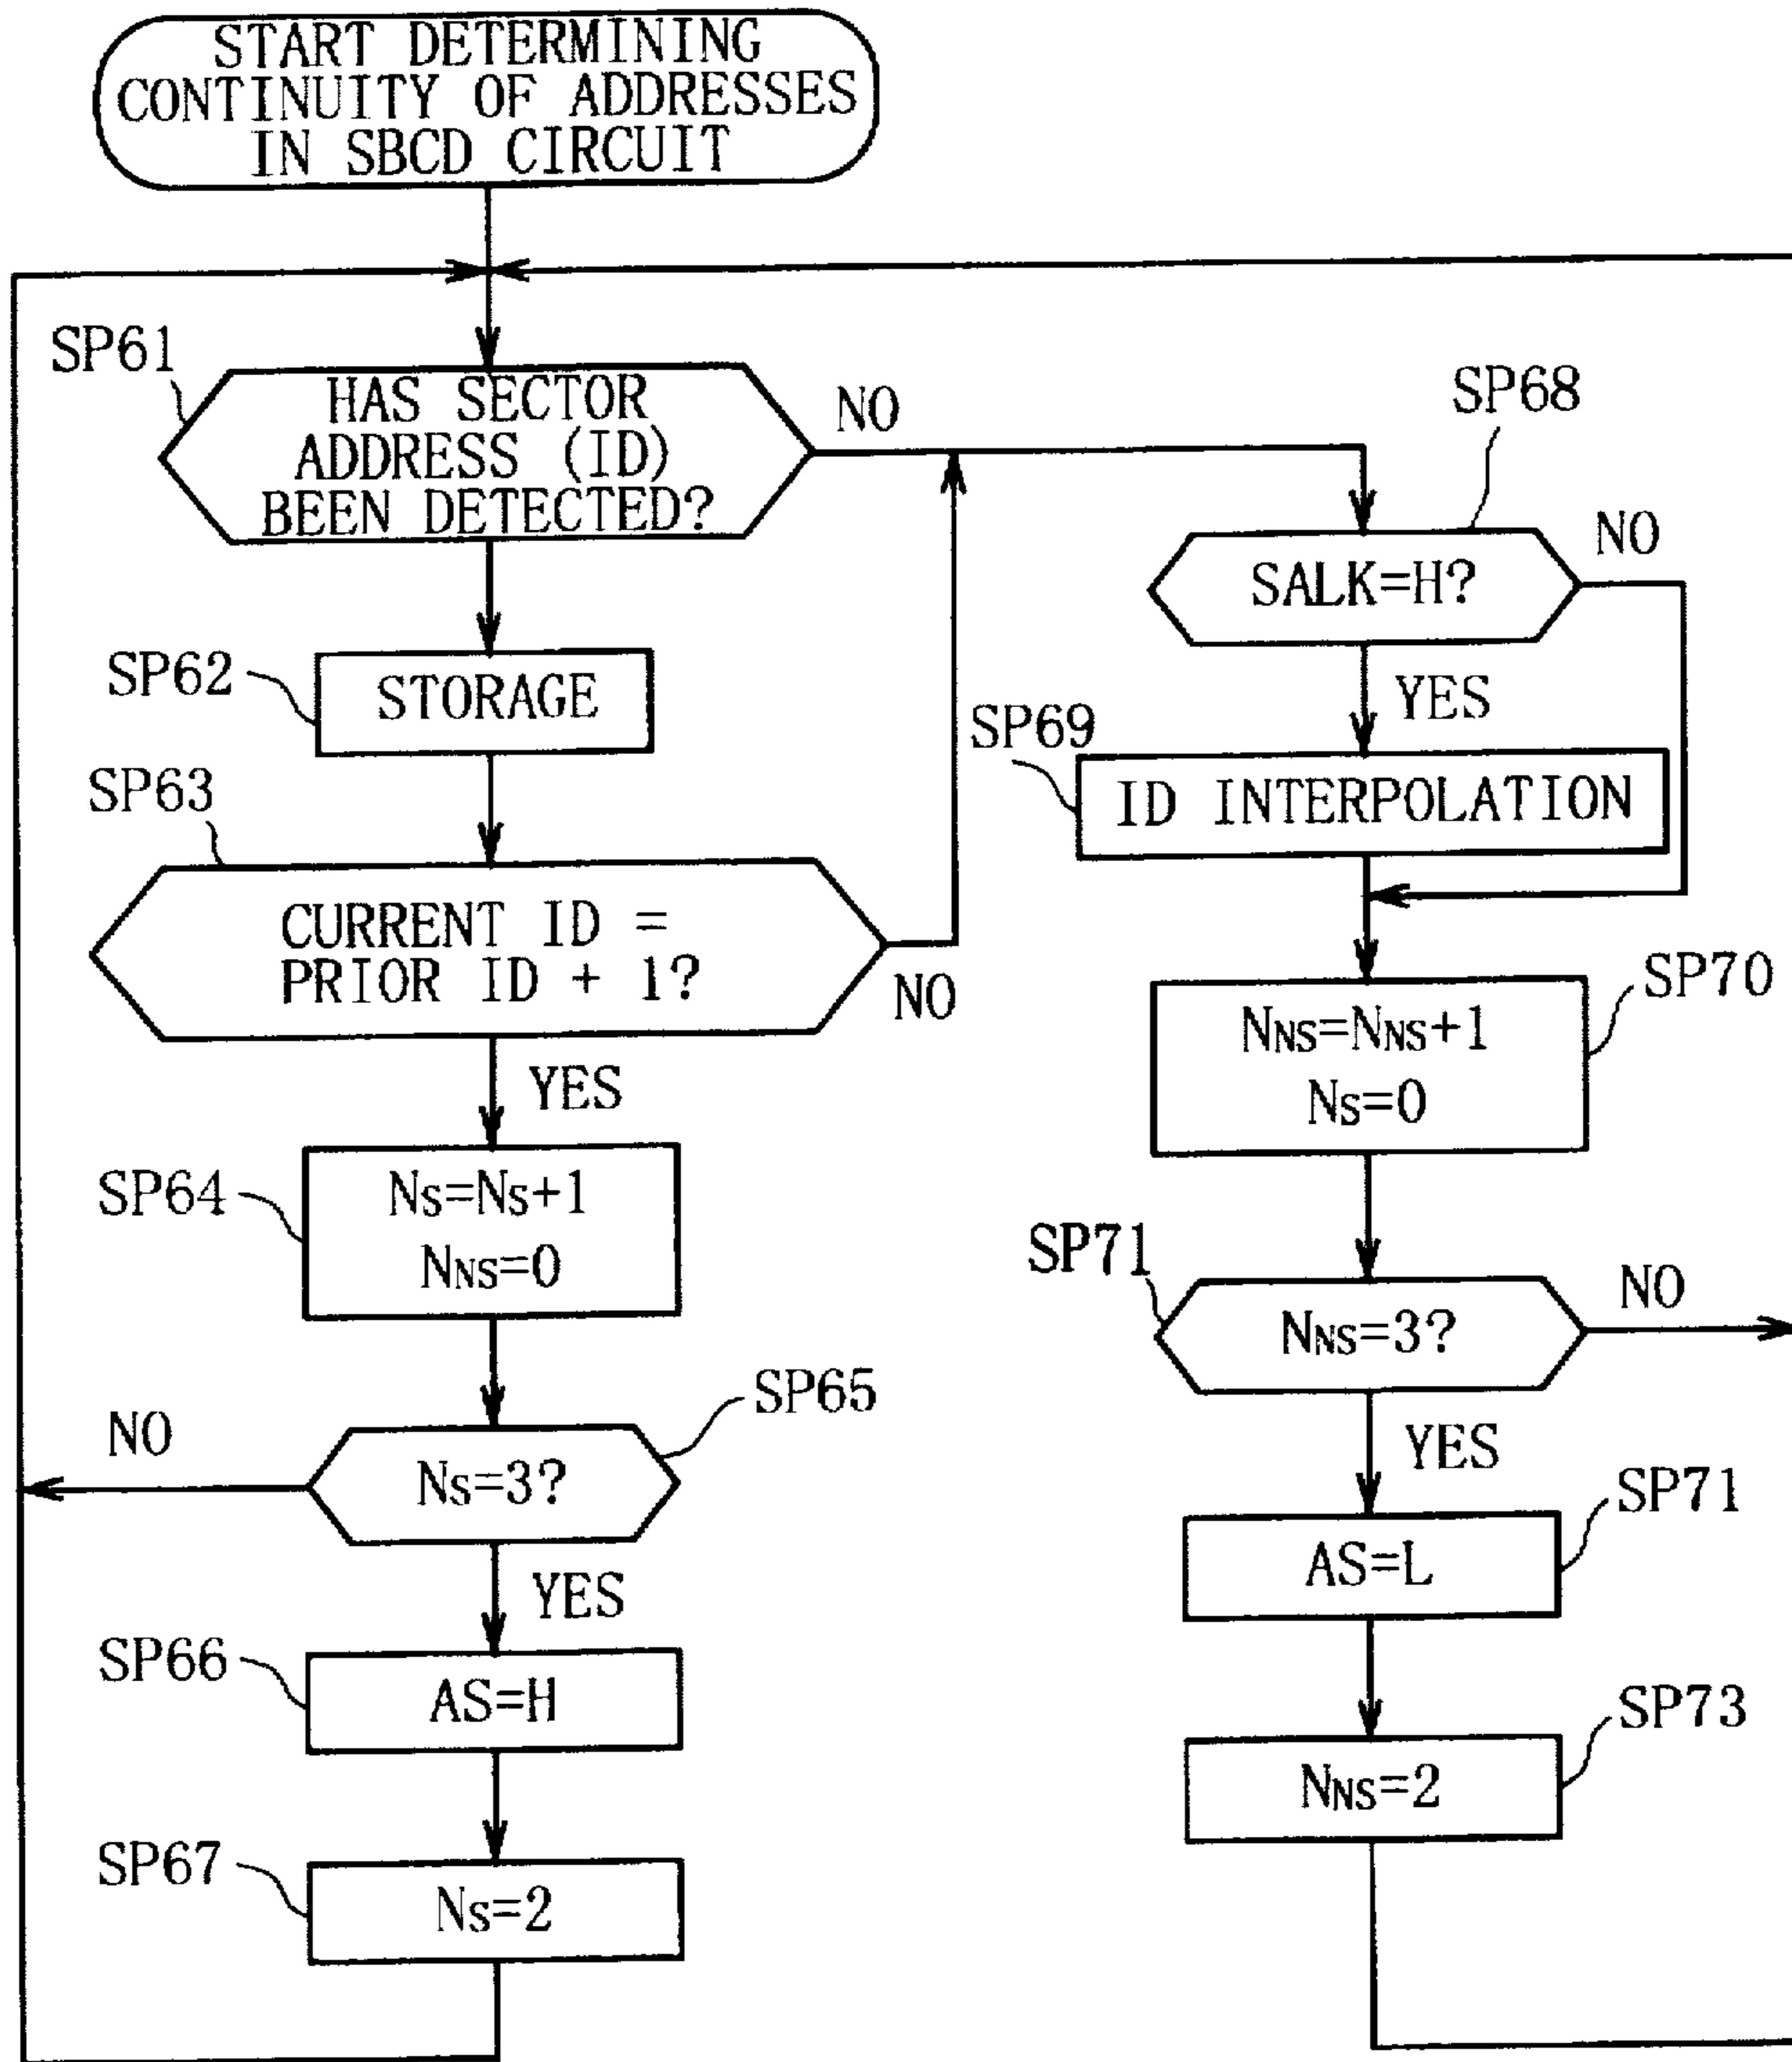 START DETERMINING
CONTINUITY OF ADDRESSES
IN SBCD CIRCUIT
SP61
HAS SECTOR
ADDRESS (ID)
BEEN DETECTED?
NO
SP62
STORAGE
SP63
CURRENT ID =
PRIOR ID + 1?
NO
YES
SP64
NS=NS+1
NNS=0
SP65
NO
NS=3?
YES
SP66
AS=H
SP67
NS=2
SP68
SALK=H?
NO
YES
SP69
ID INTERPOLATION
SP70
NNS=NNS+1
NS=0
SP71
NNS=3?
NO
YES
SP71
AS=L
SP73
NNS=2